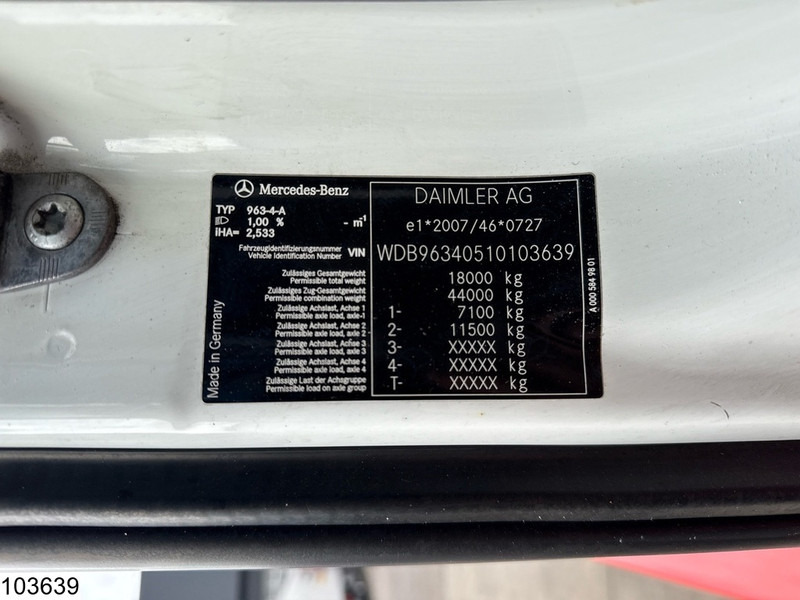 Mercedes-Benz
TYP 963-4-A
1,00 % - m⁻¹
iHA= 2,533
Fahrzeugidentifizierungsnummer
Vehicle Identification Number VIN
Zulässiges Gesamtgewicht
Permissible total weight
Zulässiges Zug-Gesamtgewicht
Permissible combination weight
Zulässige Achslast, Achse 1
Permissible axle load, axle-1
Zulässige Achslast, Achse 2
Permissible axle load, axle 2
Zulässige Achslast, Achse 3
Permissible axle load, axle 3
Zulässige Achslast, Achse 4
Permissible axle load, axle 4
Zulässige Last der Achsgruppe
Permissible load on axle group
Made in Germany
DAIMLER AG
e1*2007/46*0727
WDB96340510103639
18000 kg
44000 kg
1- 7100 kg
2- 11500 kg
3- XXXXX kg
4- XXXXX kg
T- XXXXX kg
A 000 584 98 01
103639